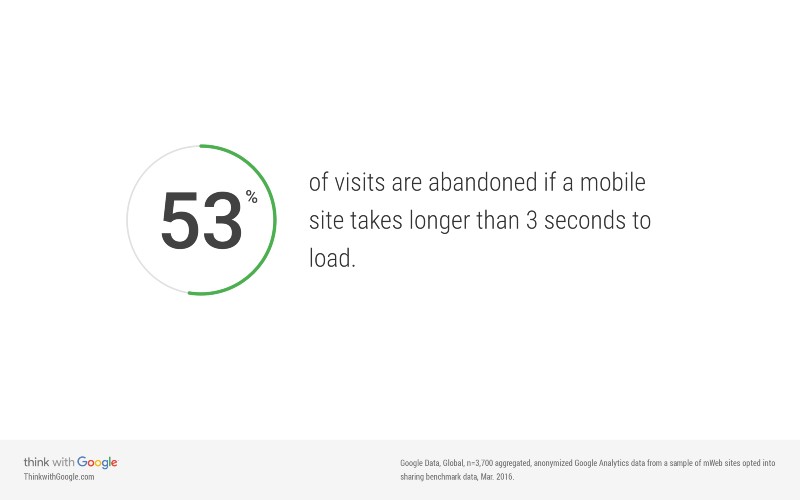 53%
of visits are abandoned if a mobile
site takes longer than 3 seconds to
load.
think with Google
ThinkwithGoogle.com
Google Data, Global, n=3,700 aggregated, anonymized Google Analytics data from a sample of mWeb sites opted into
sharing benchmark data, Mar. 2016.